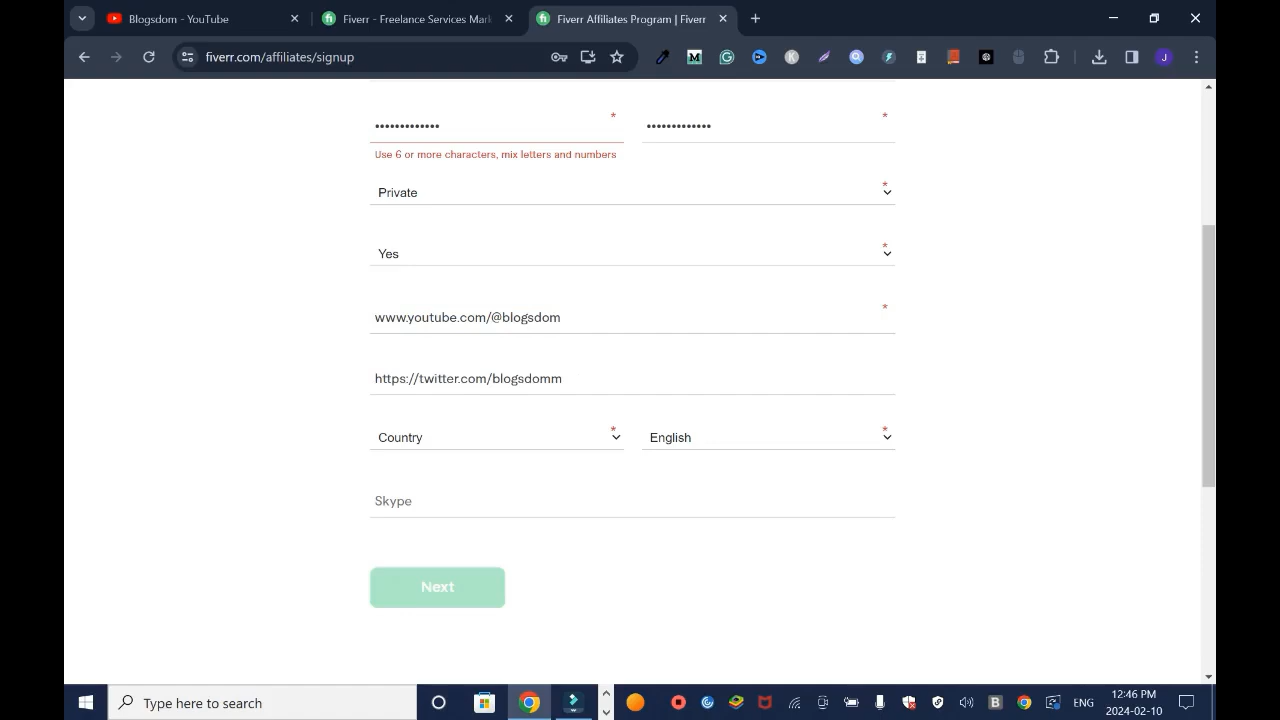 Blogsdom - YouTube
Fiverr - Freelance Services Mark
Fiverr Affiliates Program | Fiverr
fiverr.com/affiliates/signup
J
••••••••••••• *
••••••••••••• *
Use 6 or more characters, mix letters and numbers
Private *
Yes *
www.youtube.com/@blogsdom *
https://twitter.com/blogsdomm
Country *
English *
Skype
Next
Type here to search
ENG
12:46 PM
2024-02-10